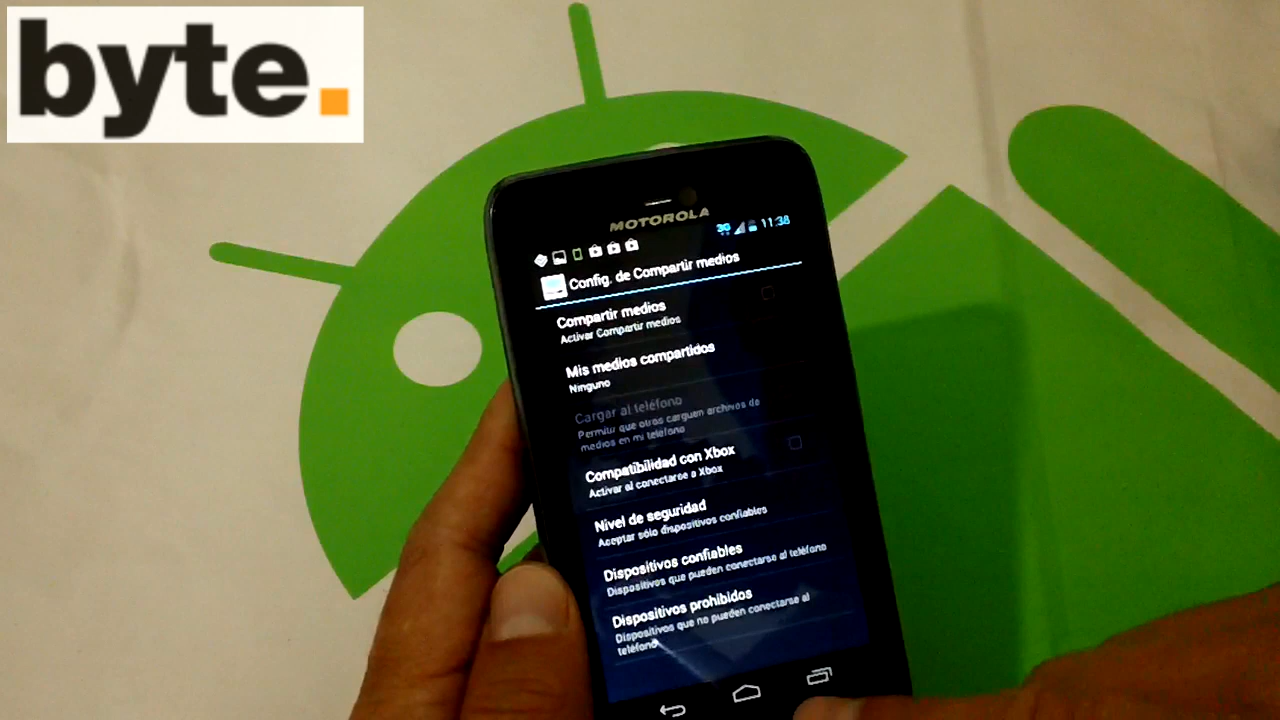 byte.
MOTOROLA
3G 11:38
Config. de Compartir medios
Compartir medios
Activar Compartir medios
Mis medios compartidos
Ninguno
Cargar al teléfono
Permitir que otros carguen archivos de
medios en mi teléfono
Compatibilidad con Xbox
Activar al conectarse a Xbox
Nivel de seguridad
Aceptar sólo dispositivos confiables
Dispositivos confiables
Dispositivos que pueden conectarse al teléfono
Dispositivos prohibidos
Dispositivos que no pueden conectarse al
teléfono